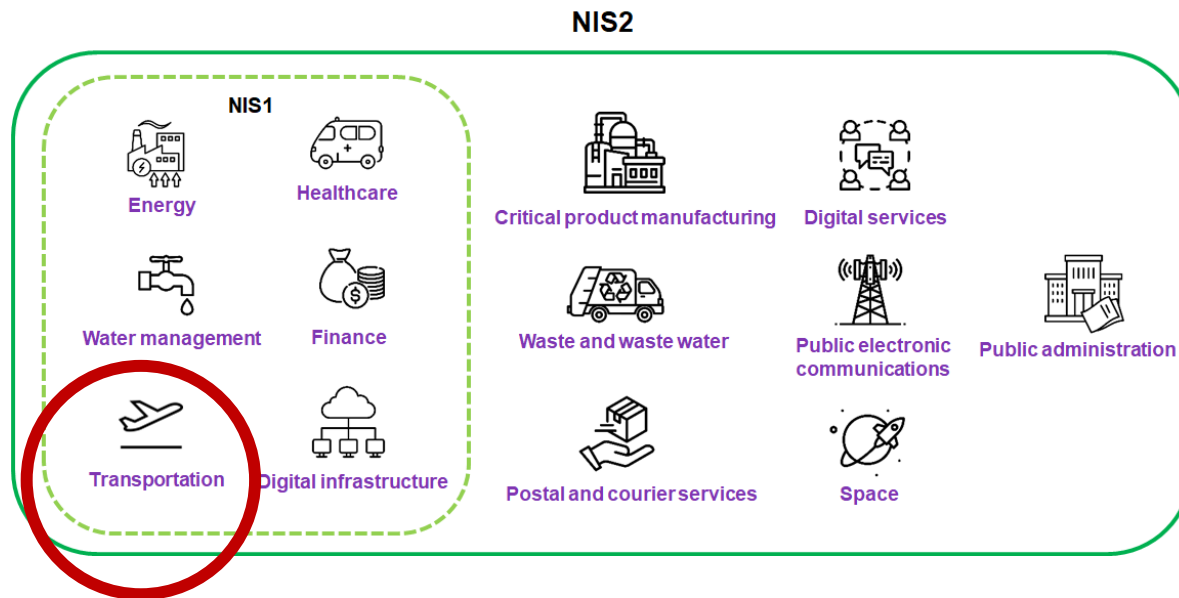 NIS2
NIS1
Energy
Healthcare
Critical product manufacturing
Digital services
Water management
Finance
Waste and waste water
Public electronic
communications
Public administration
Transportation
Digital infrastructure
Postal and courier services
Space